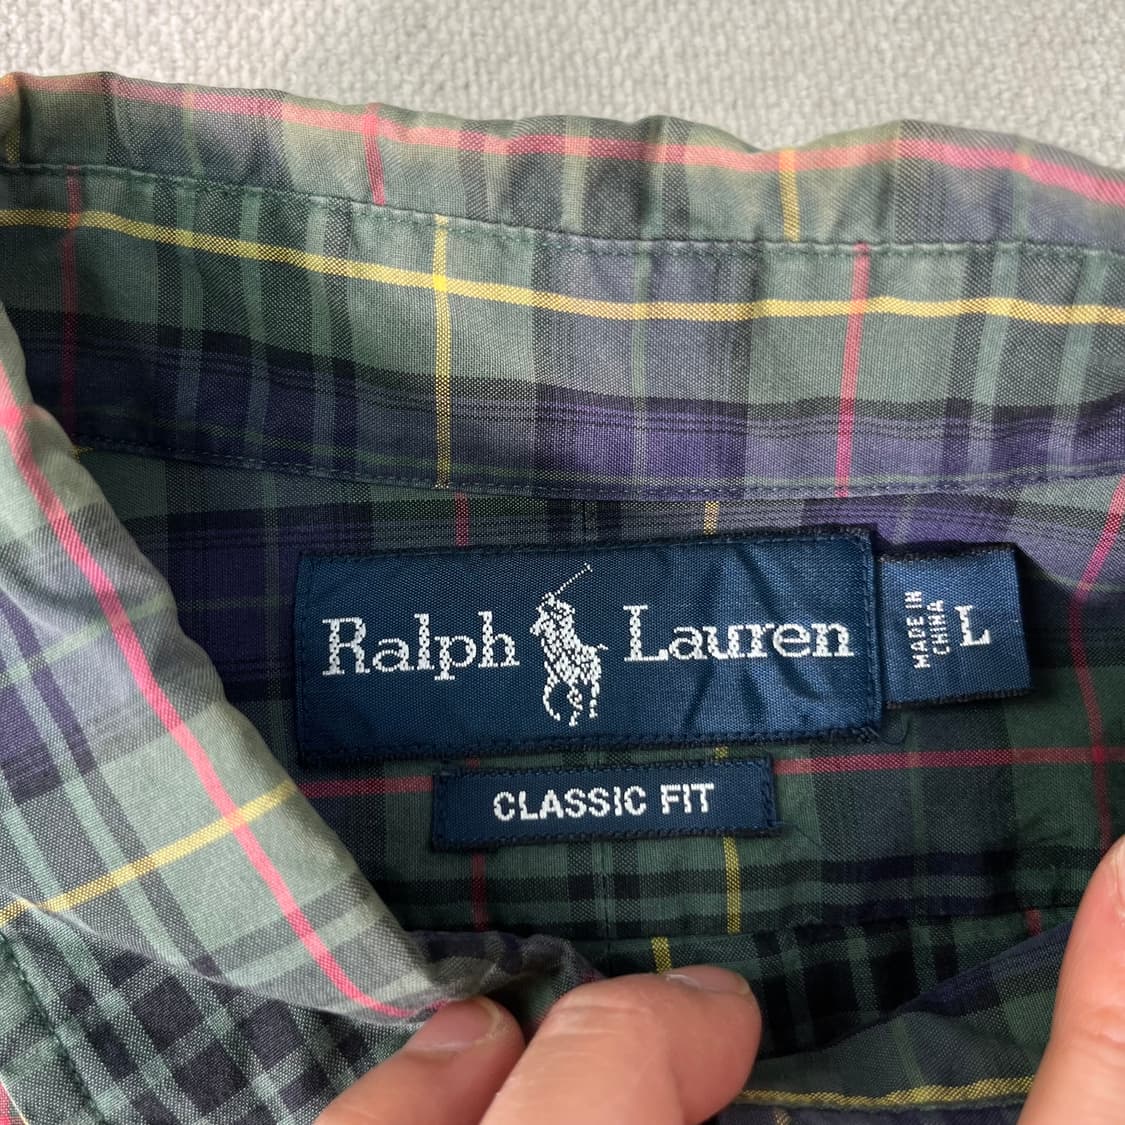 Ralph Lauren
MADE IN
CHINA
L
CLASSIC FIT